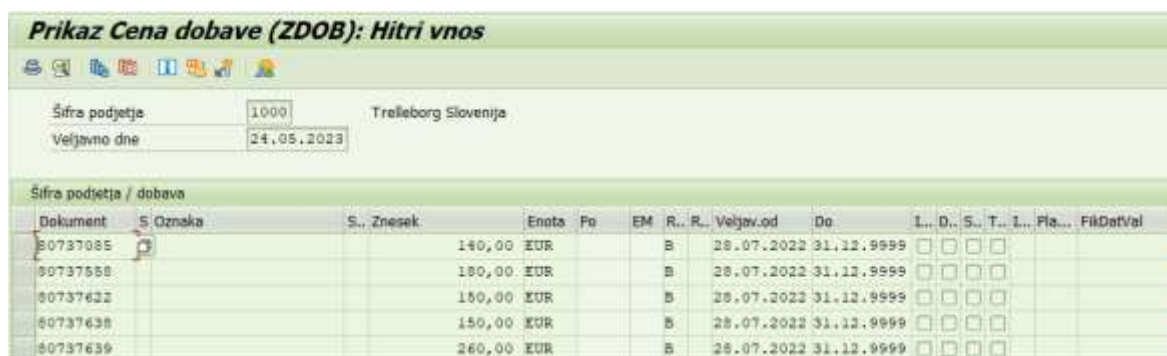 Prikaz Cena dobave (ZDOB): Hitri vnos
Šifra podjetja 1000 Trelleborg Slovenija
Veljavno dne 24.05.2023
Šifra podjetja / dobava
Dokument S Oznaka S.. Znesek Enota Po EM R.. R.. Veljav.od Do I.. D.. S.. T.. I.. Pla... FikDatVal
80737085 140,00 EUR B 28.07.2022 31.12.9999
80737558 180,00 EUR B 28.07.2022 31.12.9999
80737622 150,00 EUR B 28.07.2022 31.12.9999
80737638 150,00 EUR B 28.07.2022 31.12.9999
80737639 260,00 EUR B 28.07.2022 31.12.9999